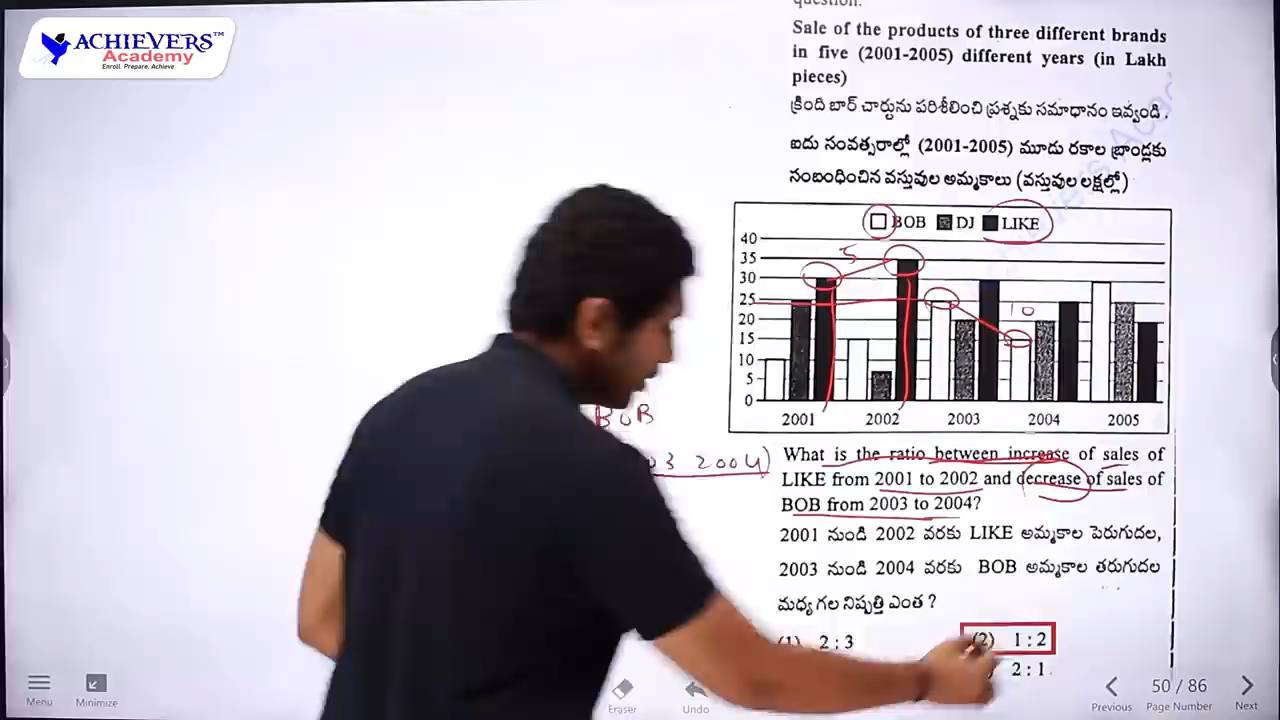 question.
ACHIEVERS™
Academy
Enroll. Prepare. Achieve
Sale of the products of three different brands
in five (2001-2005) different years (in Lakh
pieces)
క్రింది బార్ చార్టును పరిశీలించి ప్రశ్నకు సమాధానం ఇవ్వండి.
ఐదు సంవత్సరాల్లో (2001-2005) మూడు రకాల బ్రాండ్లకు
సంబంధించిన వస్తువుల అమ్మకాలు (వస్తువుల లక్షల్లో)
BOB DJ LIKE
40
35
30
25
20
15
10
5
0
5
10
2001 2002 2003 2004 2005
BOB
03 2004)
What is the ratio between increase of sales of
LIKE from 2001 to 2002 and decrease of sales of
BOB from 2003 to 2004?
2001 నుండి 2002 వరకు LIKE అమ్మకాల పెరుగుదల,
2003 నుండి 2004 వరకు BOB అమ్మకాల తరుగుదల
మధ్య గల నిష్పత్తి ఎంత ?
(1) 2 : 3 (2) 1 : 2
2 : 1
Menu
Minimize
Eraser
Undo
Previous
50 / 86
Page Number
Next